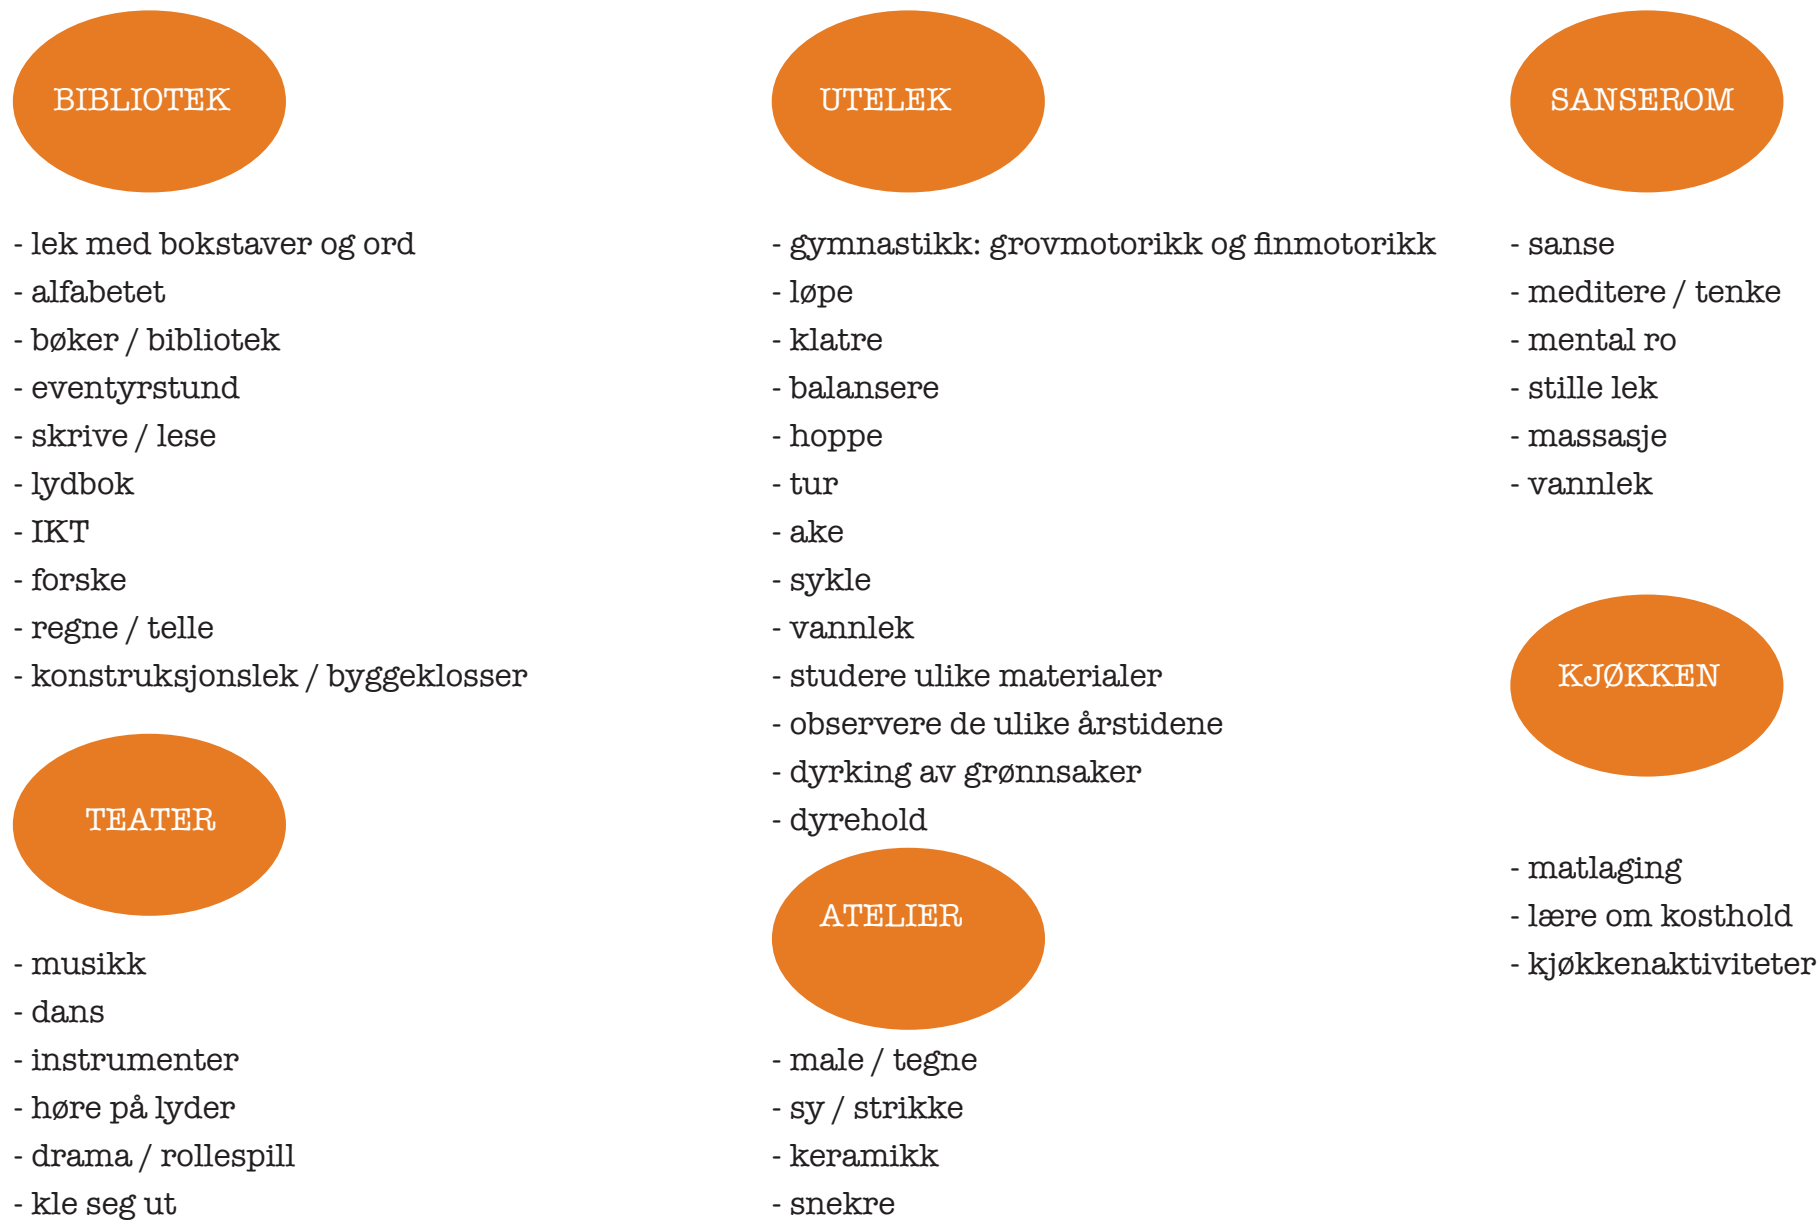 BIBLIOTEK
- lek med bokstaver og ord
- alfabetet
- bøker / bibliotek
- eventyrstund
- skrive / lese
- lydbok
- IKT
- forske
- regne / telle
- konstruksjonslek / byggeklosser
TEATER
- musikk
- dans
- instrumenter
- høre på lyder
- drama / rollespill
- kle seg ut
UTELEK
- gymnastikk: grovmotorikk og finmotorikk
- løpe
- klatre
- balansere
- hoppe
- tur
- ake
- sykle
- vannlek
- studere ulike materialer
- observere de ulike årstidene
- dyrking av grønnsaker
- dyrehold
ATELIER
- male / tegne
- sy / strikke
- keramikk
- snekre
SANSEROM
- sanse
- meditere / tenke
- mental ro
- stille lek
- massasje
- vannlek
KJØKKEN
- matlaging
- lære om kosthold
- kjøkkenaktiviteter